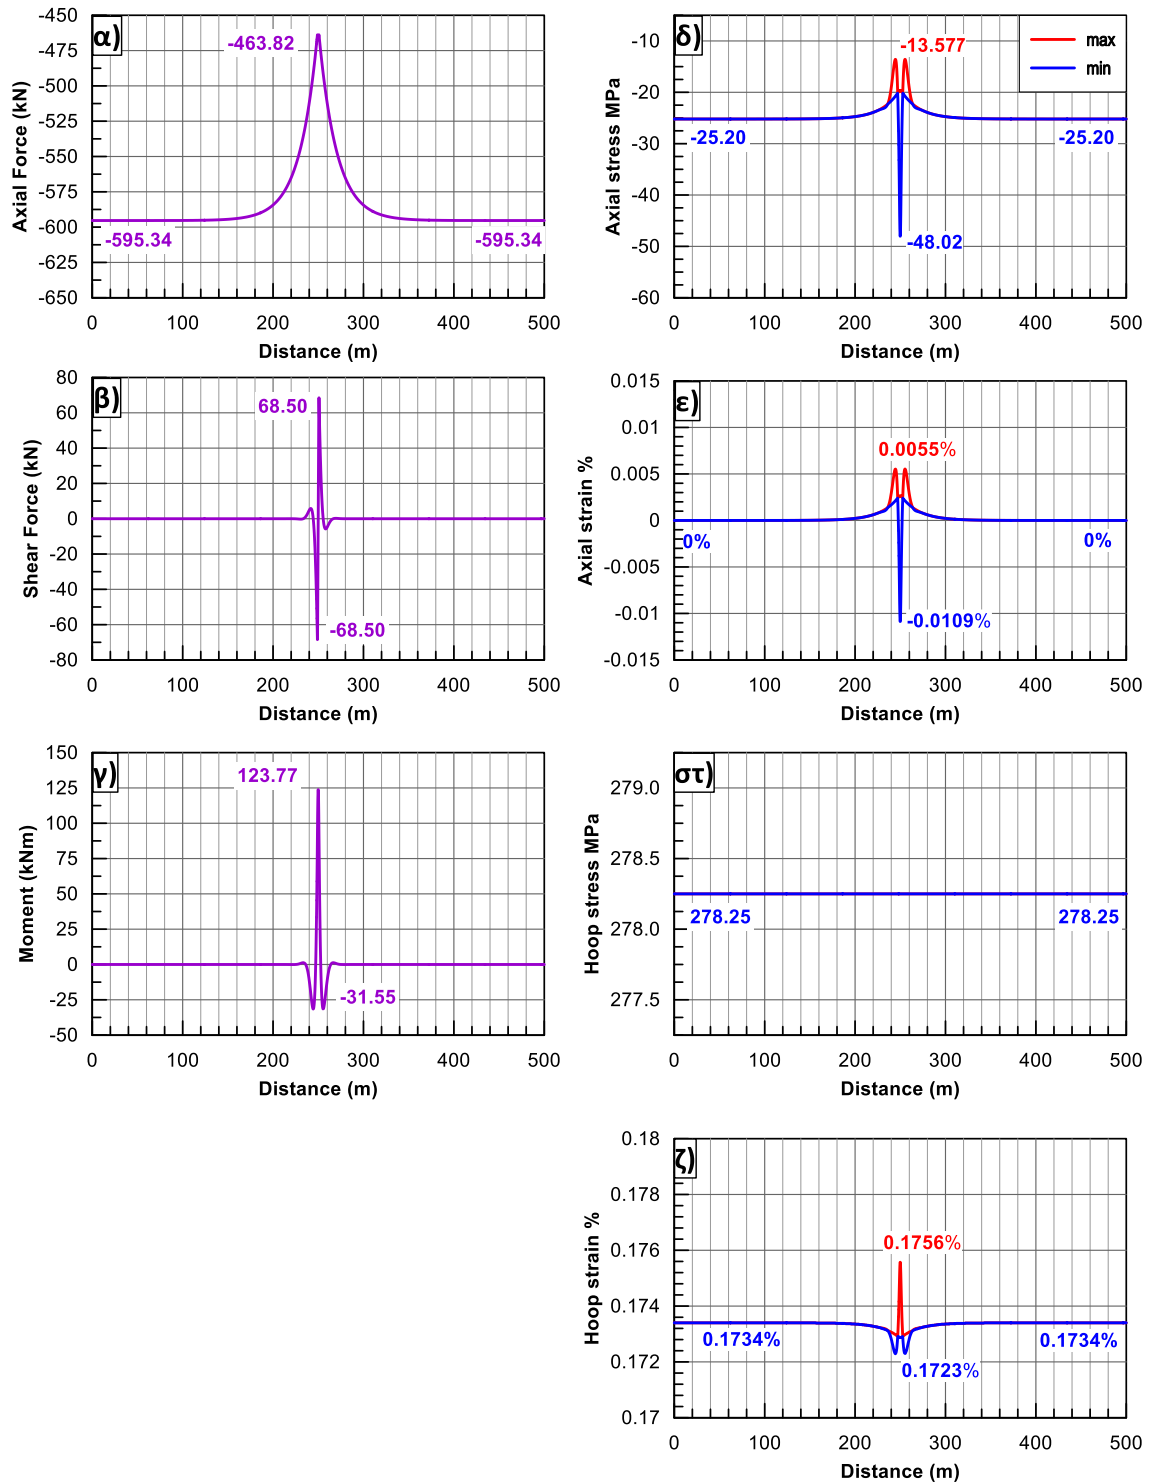 α)
Axial Force (kN)
-450
-475
-500
-525
-550
-575
-600
-625
-650
-463.82
-595.34
-595.34
0 100 200 300 400 500
Distance (m)
δ)
Axial stress MPa
-10
-20
-30
-40
-50
-60
-13.577
max
min
-25.20
-25.20
-48.02
0 100 200 300 400 500
Distance (m)
β)
Shear Force (kN)
80
60
40
20
0
-20
-40
-60
-80
68.50
-68.50
0 100 200 300 400 500
Distance (m)
ε)
Axial strain %
0.015
0.01
0.005
0
-0.005
-0.01
-0.015
0.0055%
0%
0%
-0.0109%
0 100 200 300 400 500
Distance (m)
γ)
Moment (kNm)
150
125
100
75
50
25
0
-25
-50
123.77
-31.55
0 100 200 300 400 500
Distance (m)
στ)
Hoop stress MPa
279.0
278.5
278.0
277.5
278.25
278.25
0 100 200 300 400 500
Distance (m)
ζ)
Hoop strain %
0.18
0.178
0.176
0.174
0.172
0.17
0.1756%
0.1734%
0.1734%
0.1723%
0 100 200 300 400 500
Distance (m)